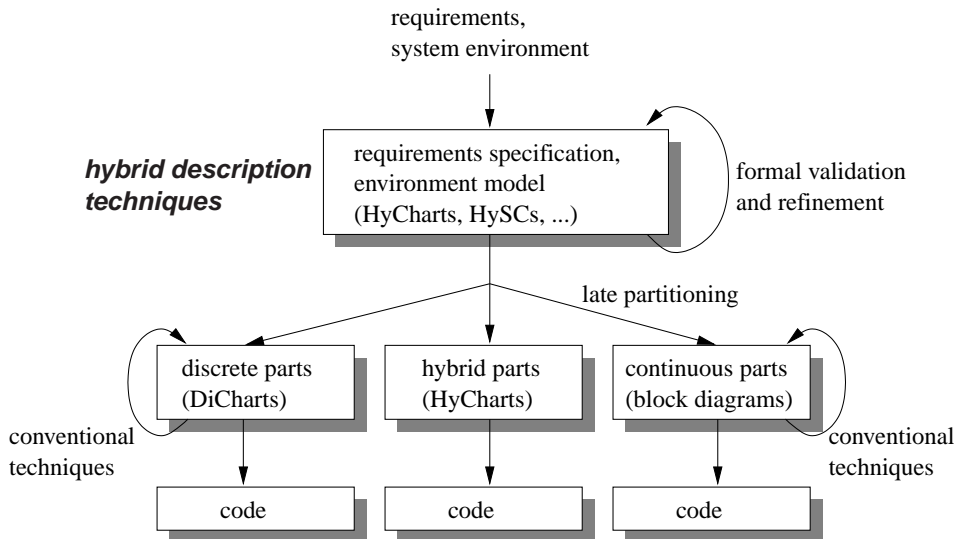 requirements,
system environment
hybrid description
techniques
requirements specification,
environment model
(HyCharts, HySCs, ...)
formal validation
and refinement
late partitioning
discrete parts
(DiCharts)
hybrid parts
(HyCharts)
continuous parts
(block diagrams)
conventional
techniques
conventional
techniques
code
code
code